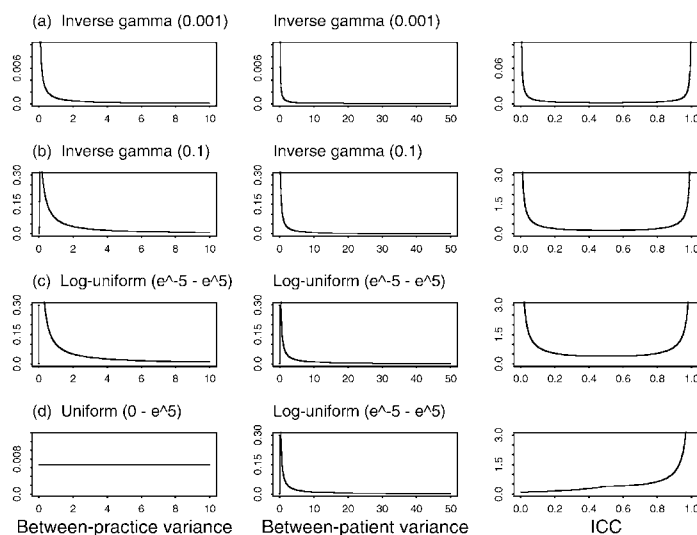 (a) Inverse gamma (0.001) Inverse gamma (0.001)
0.006 0.006 0.006
0.0 0.0 0.0
0 2 4 6 8 10 0 10 20 30 40 50 0.0 0.2 0.4 0.6 0.8 1.0
(b) Inverse gamma (0.1) Inverse gamma (0.1)
0.30 0.30 3.0
0.15 0.15 1.5
0.0 0.0 0.0
0 2 4 6 8 10 0 10 20 30 40 50 0.0 0.2 0.4 0.6 0.8 1.0
(c) Log-uniform (e^-5 - e^5) Log-uniform (e^-5 - e^5)
0.30 0.30 3.0
0.15 0.15 1.5
0.0 0.0 0.0
0 2 4 6 8 10 0 10 20 30 40 50 0.0 0.2 0.4 0.6 0.8 1.0
(d) Uniform (0 - e^5) Log-uniform (e^-5 - e^5)
0.30 3.0
0.008 0.15 1.5
0.0 0.0 0.0
0 2 4 6 8 10 0 10 20 30 40 50 0.0 0.2 0.4 0.6 0.8 1.0
Between-practice variance Between-patient variance ICC